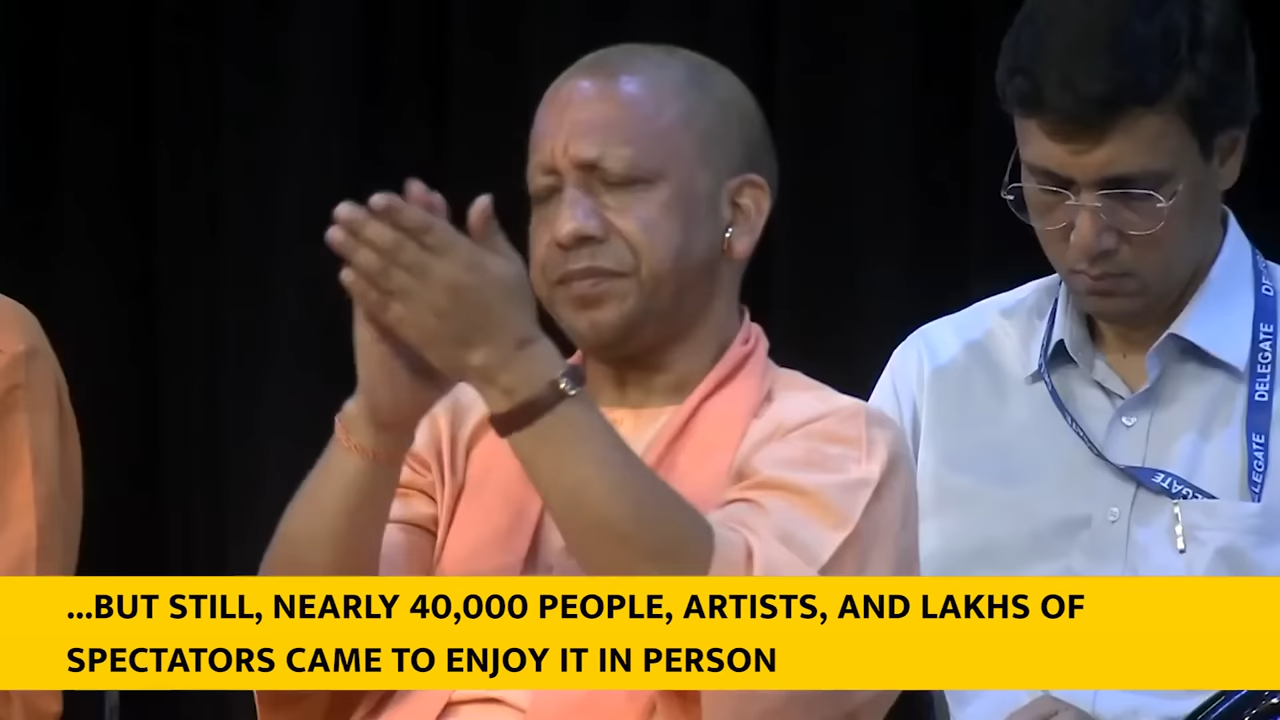 ...BUT STILL, NEARLY 40,000 PEOPLE, ARTISTS, AND LAKHS OF
SPECTATORS CAME TO ENJOY IT IN PERSON
DELEGATE
DELEGATE